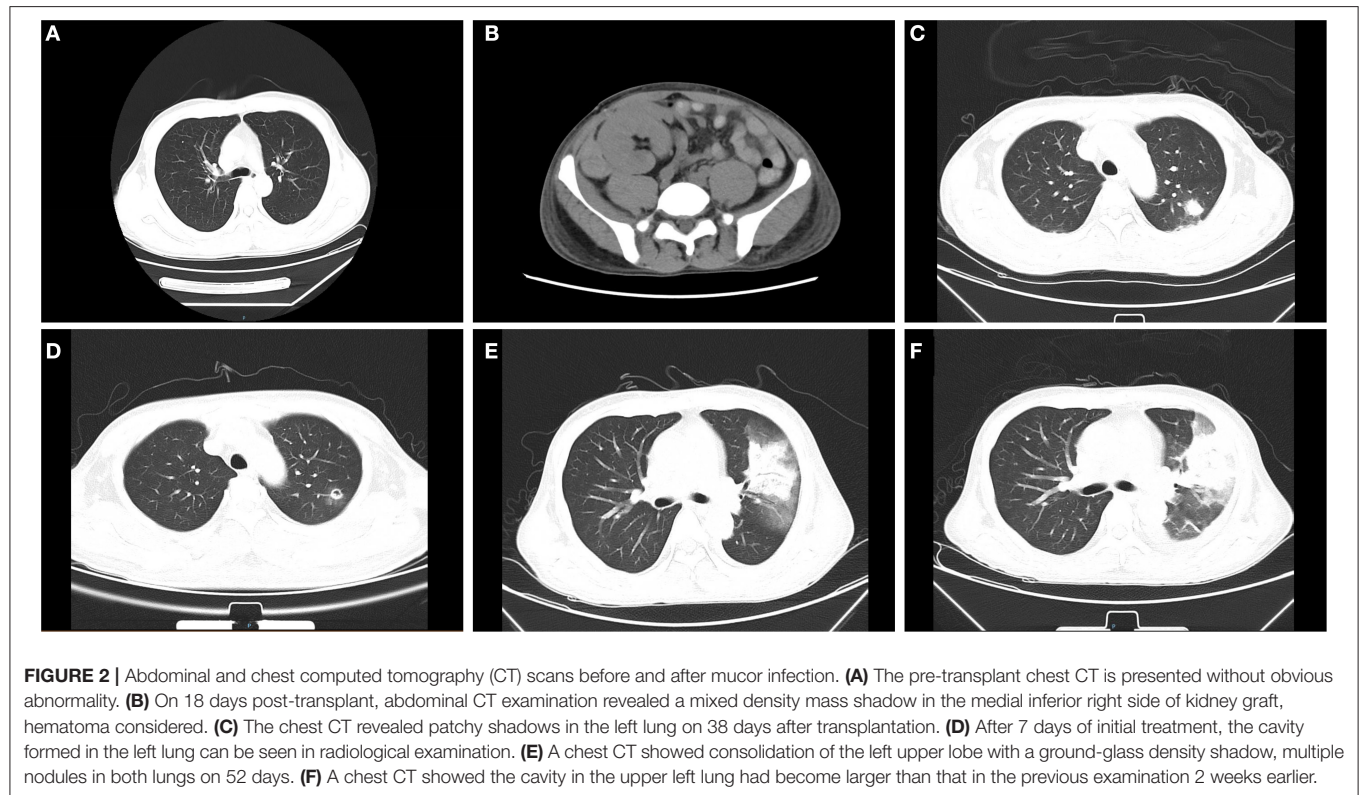 A
B
C
D
E
F
FIGURE 2 | Abdominal and chest computed tomography (CT) scans before and after mucor infection. (A) The pre-transplant chest CT is presented without obvious
abnormality. (B) On 18 days post-transplant, abdominal CT examination revealed a mixed density mass shadow in the medial inferior right side of kidney graft,
hematoma considered. (C) The chest CT revealed patchy shadows in the left lung on 38 days after transplantation. (D) After 7 days of initial treatment, the cavity
formed in the left lung can be seen in radiological examination. (E) A chest CT showed consolidation of the left upper lobe with a ground-glass density shadow, multiple
nodules in both lungs on 52 days. (F) A chest CT showed the cavity in the upper left lung had become larger than that in the previous examination 2 weeks earlier.